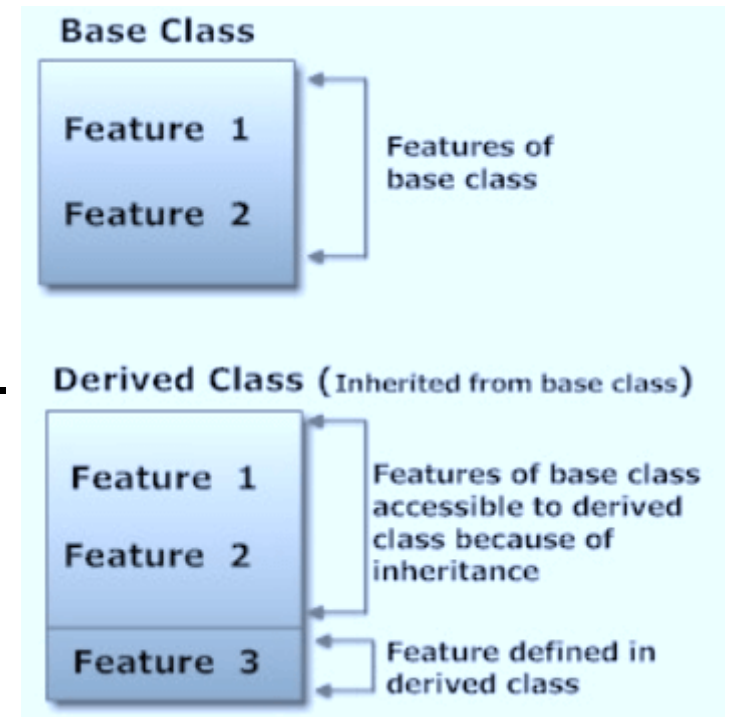 Base Class
Feature 1
Feature 2
Features of
base class
Derived Class (Inherited from base class)
Feature 1
Feature 2
Features of base class
accessible to derived
class because of
inheritance
Feature 3
Feature defined in
derived class